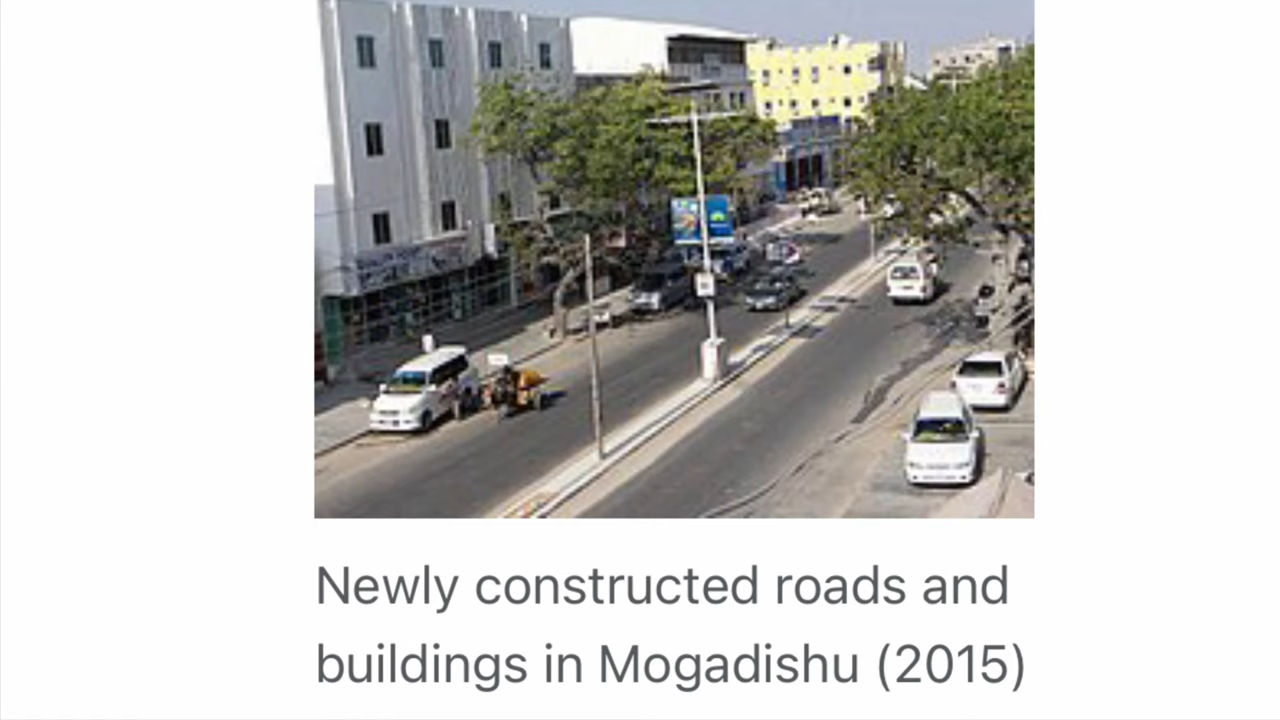 Newly constructed roads and
buildings in Mogadishu (2015)